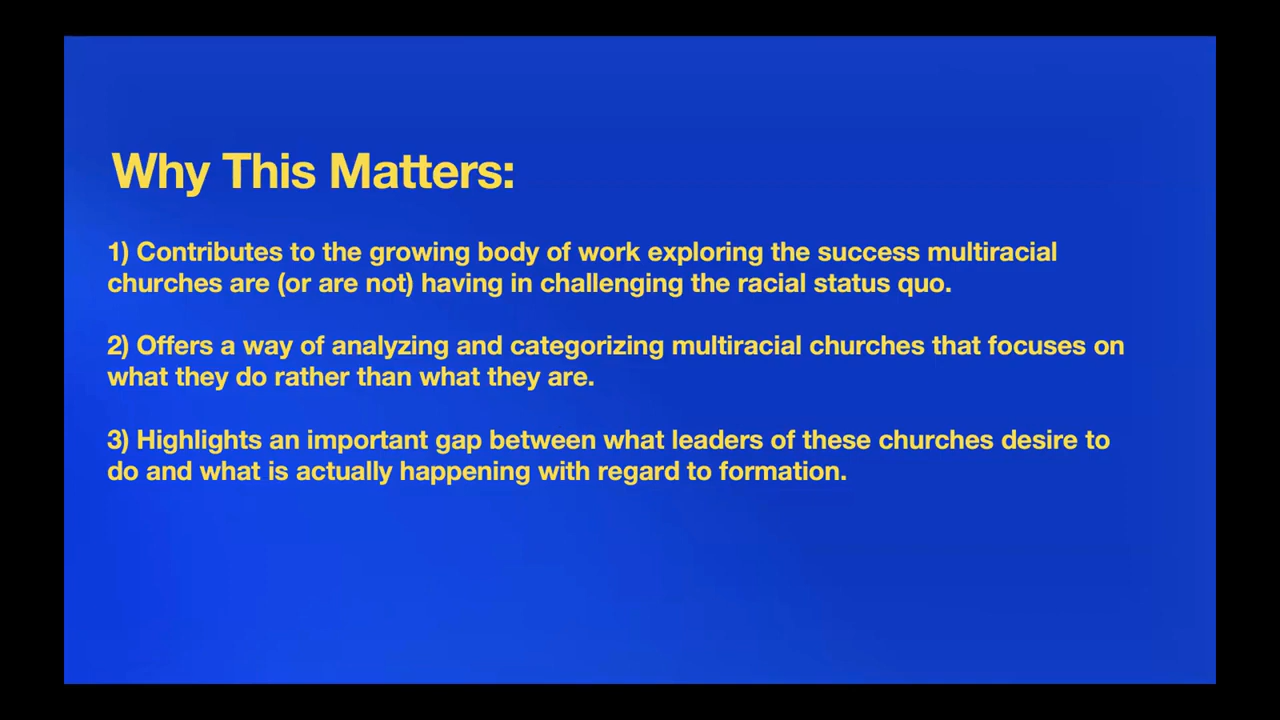 Why This Matters:
1) Contributes to the growing body of work exploring the success multiracial
churches are (or are not) having in challenging the racial status quo.
2) Offers a way of analyzing and categorizing multiracial churches that focuses on
what they do rather than what they are.
3) Highlights an important gap between what leaders of these churches desire to
do and what is actually happening with regard to formation.